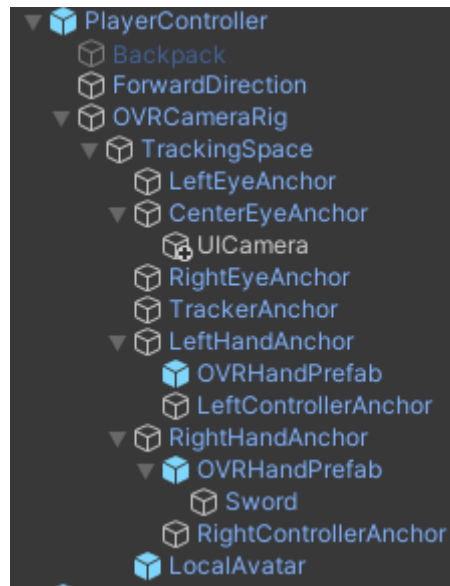 PlayerController
Backpack
ForwardDirection
OVRCameraRig
TrackingSpace
LeftEyeAnchor
CenterEyeAnchor
UICamera
RightEyeAnchor
TrackerAnchor
LeftHandAnchor
OVRHandPrefab
LeftControllerAnchor
RightHandAnchor
OVRHandPrefab
Sword
RightControllerAnchor
LocalAvatar